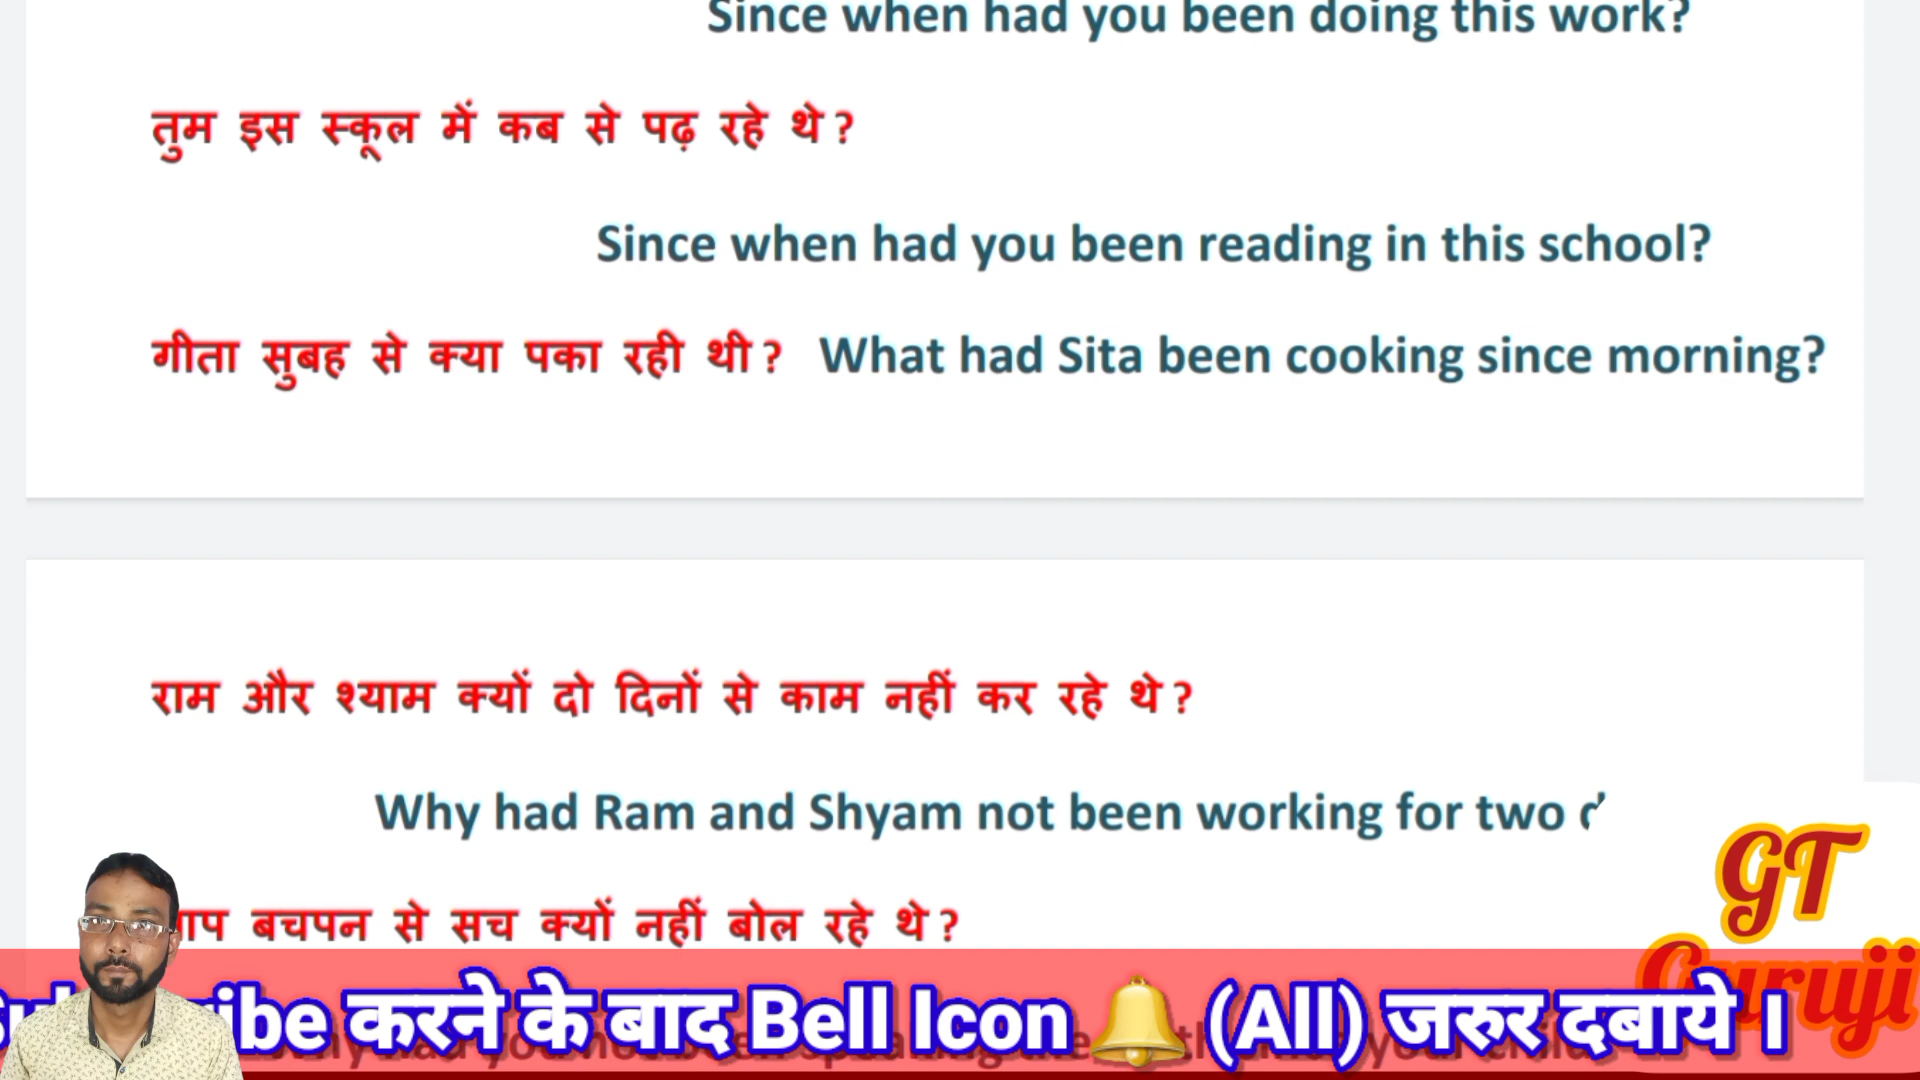 Since when had you been doing this work?
तुम इस स्कूल में कब से पढ़ रहे थे ?
Since when had you been reading in this school?
गीता सुबह से क्या पका रही थी ? What had Sita been cooking since morning?
राम और श्याम क्यों दो दिनों से काम नहीं कर रहे थे ?
Why had Ram and Shyam not been working for two
बचपन से सच क्यों नहीं बोल रहे थे ?
GT
Guruji
करने के बाद Bell Icon 🔔 (All) जरुर दबाये ।